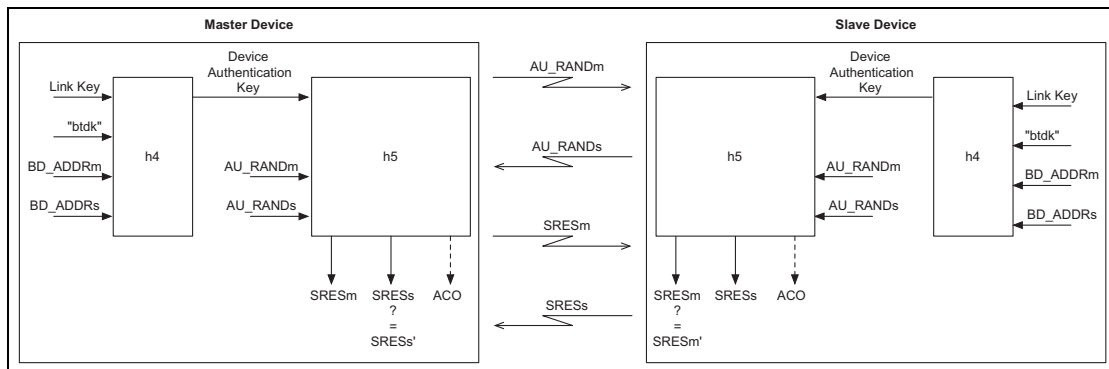 Master Device
Slave Device
Device
Authentication
Key
Link Key
"btdk"
BD_ADDRm
BD_ADDRs
h4
AU_RANDm
AU_RANDs
h5
SRESm
SRESs
?
=
SRESs'
ACO
AU_RANDm
AU_RANDs
SRESm
SRESs
Device
Authentication
Key
h5
AU_RANDm
AU_RANDs
h4
Link Key
"btdk"
BD_ADDRm
BD_ADDRs
SRESm
?
=
SRESm'
SRESs
ACO